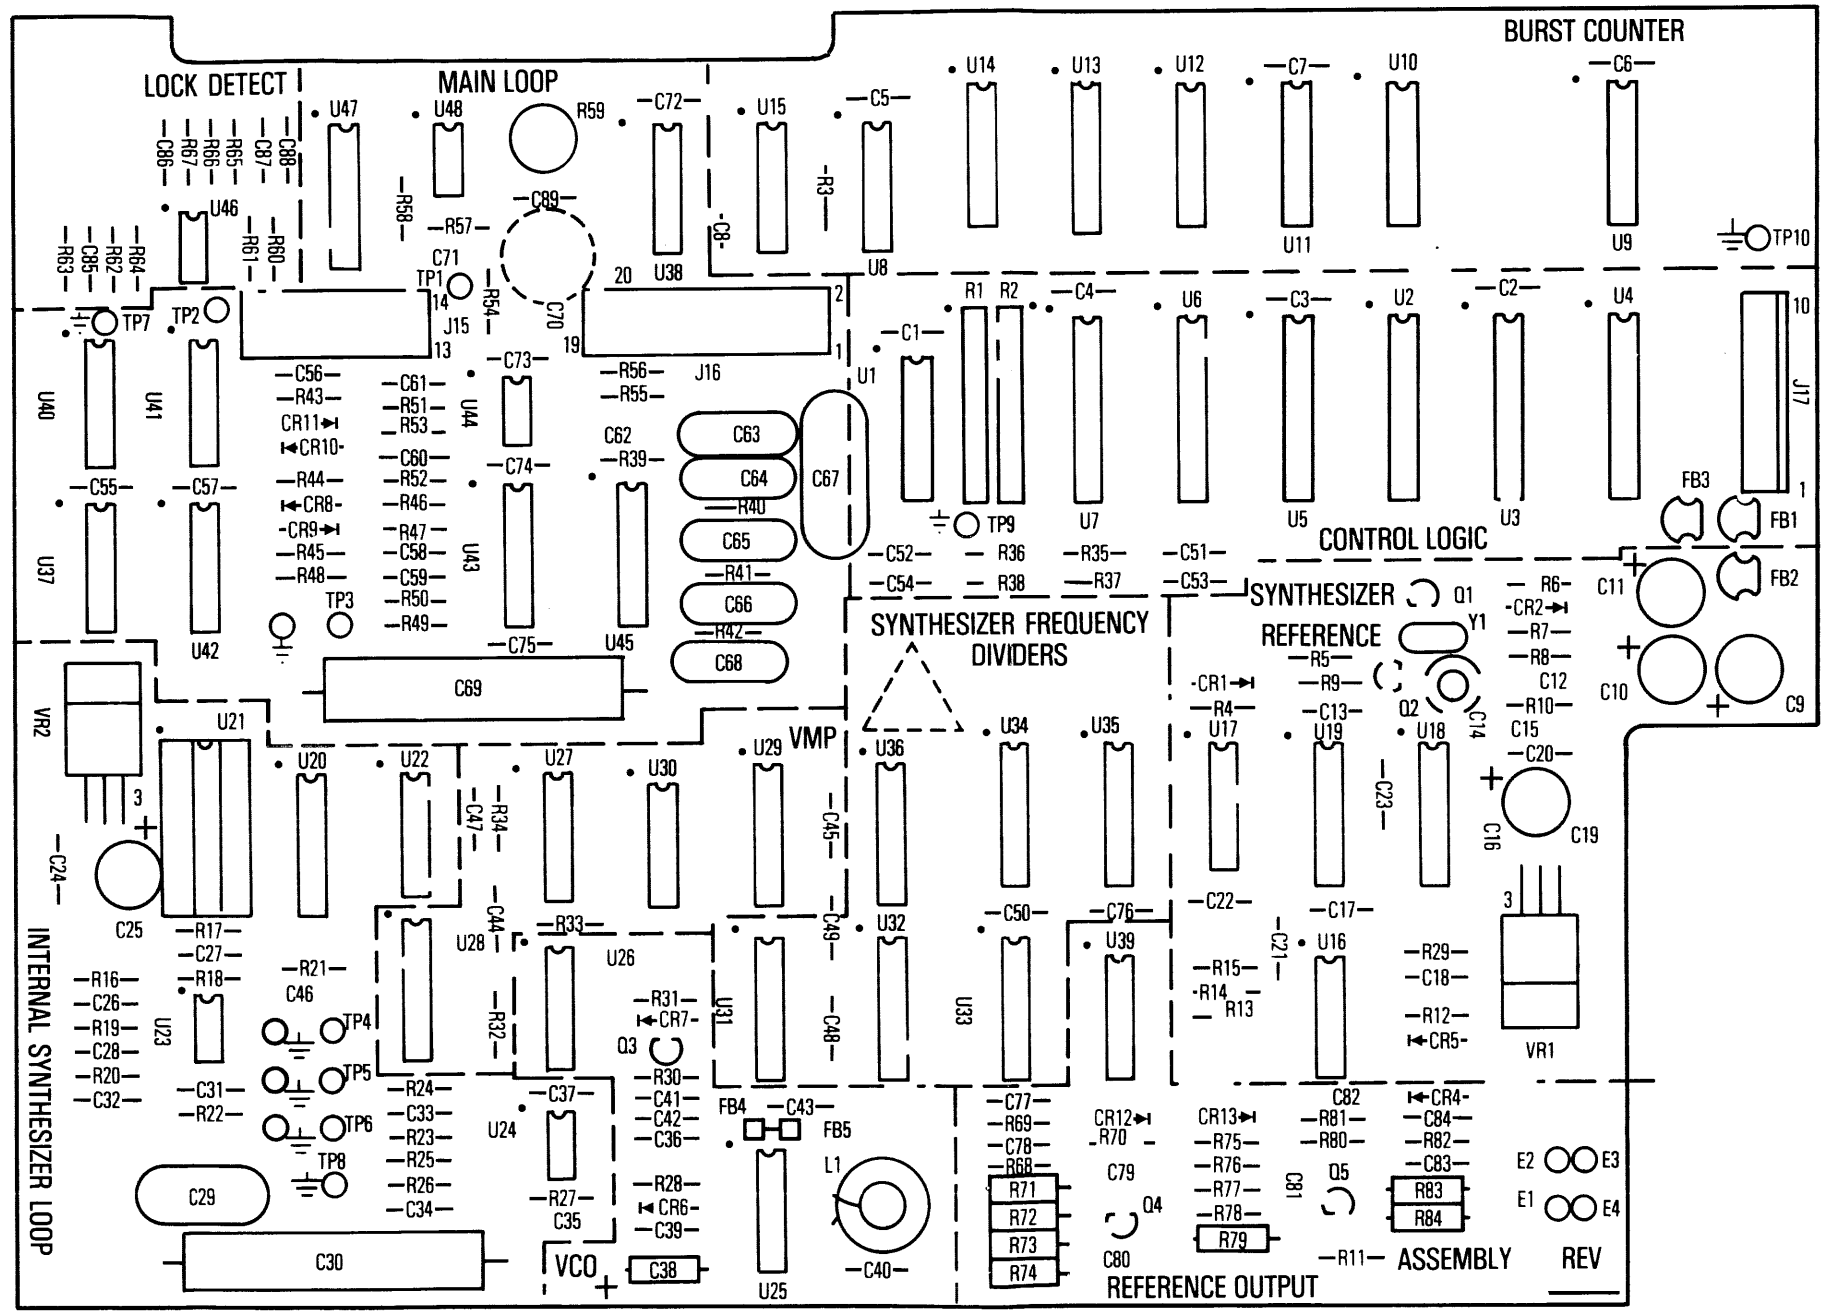 BURST COUNTER
LOCK DETECT
MAIN LOOP
U47
U48
R59
C72
U15
C5
U14
U13
U12
C7
U10
C6
C86
R67
R66
R65
C87
C88
R58
R57
C89
C71
TP1
R54
C70
U38
C8
R3
U8
U11
U9
TP10
U46
R63
C85
R62
R64
R61
R60
TP7
TP2
14
13
J15
20
19
2
1
J16
R1
R2
C4
U6
C3
U2
C2
U4
10
J17
1
C1
U1
U40
U41
C56
R43
CR11
CR10
R44
CR8
CR9
R45
R48
C61
R51
R53
C60
R52
R46
R47
C58
C59
R50
R49
C73
U44
C74
U43
C75
R56
R55
C62
R39
U45
C63
C64
R40
C65
R41
C66
R42
C68
C67
C55
C57
U37
U42
TP3
C69
TP9
U7
U5
U3
CONTROL LOGIC
FB3
FB1
FB2
C52
R36
R35
C51
C54
R38
R37
C53
SYNTHESIZER
REFERENCE
Q1
Y1
R6
CR2
R7
R8
C12
R10
C15
C20
C11
C10
C9
SYNTHESIZER FREQUENCY
DIVIDERS
R5
R9
C13
CR1
R4
Q2
C14
U17
U19
U18
VR2
3
U21
U20
U22
U27
U30
U29
VMP
U36
U34
U35
C24
C25
C47
R34
C45
C23
C16
C19
3
VR1
INTERNAL SYNTHESIZER LOOP
R17
C27
R18
R16
C26
R19
C28
R20
C32
U23
C31
R22
R21
C46
TP4
TP5
TP6
TP8
C29
C30
U28
C44
R32
R33
U26
C49
U32
C48
U31
U33
C50
C76
U39
C22
C17
C21
U16
R15
R14
R13
R29
C18
R12
CR5
R31
CR7
Q3
R30
C41
C42
C36
R28
CR6
C39
C38
R24
C33
R23
R25
R26
C34
C37
U24
R27
C35
VCO
FB4
C43
FB5
U25
L1
C40
C77
R69
C78
R68
R71
R72
R73
R74
CR12
R70
C79
Q4
C80
CR13
R75
R76
R77
R78
R79
C82
R81
R80
C81
Q5
CR4
C84
R82
C83
R83
R84
R11
E2
E3
E1
E4
REFERENCE OUTPUT
ASSEMBLY
REV